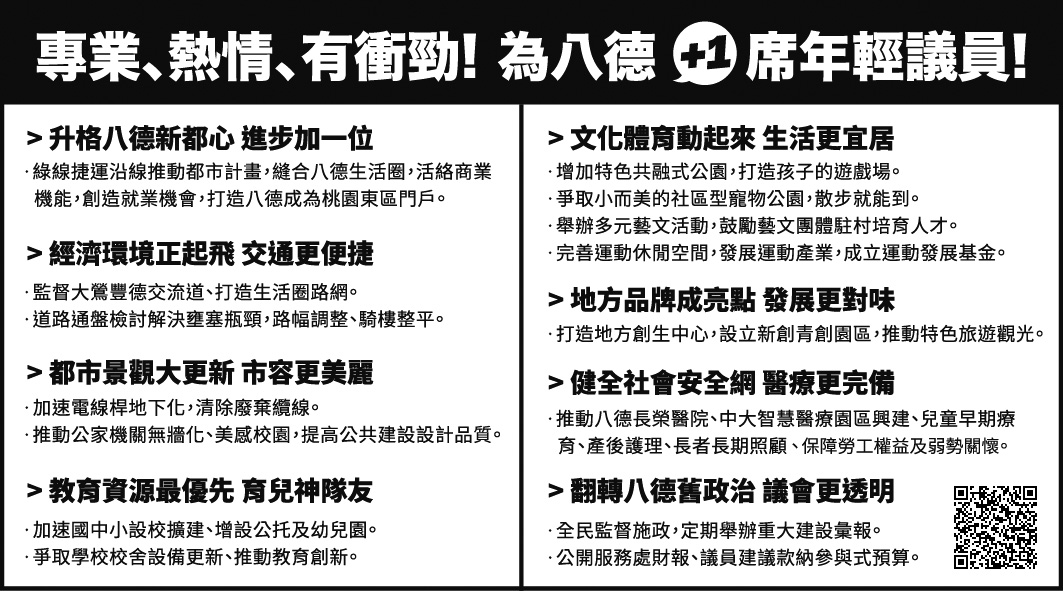 專業、熱情、有衝勁！為八德 +1 席年輕議員！
> 升格八德新都心 進步加一位
·綠線捷運沿線推動都市計畫，縫合八德生活圈，活絡商業
機能，創造就業機會，打造八德成為桃園東區門戶。
> 經濟環境正起飛 交通更便捷
·監督大鶯豐德交流道、打造生活圈路網。
·道路通盤檢討解決壅塞瓶頸，路幅調整、騎樓整平。
> 都市景觀大更新 市容更美麗
·加速電線桿地下化，清除廢棄纜線。
·推動公家機關無牆化、美感校園，提高公共建設設計品質。
> 教育資源最優先 育兒神隊友
·加速國中小設校擴建、增設公托及幼兒園。
·爭取學校校舍設備更新、推動教育創新。
> 文化體育動起來 生活更宜居
·增加特色共融式公園，打造孩子的遊戲場。
·爭取小而美的社區型寵物公園，散步就能到。
·舉辦多元藝文活動，鼓勵藝文團體駐村培育人才。
·完善運動休閒空間，發展運動產業，成立運動發展基金。
> 地方品牌成亮點 發展更對味
·打造地方創生中心，設立新創青創園區，推動特色旅遊觀光。
> 健全社會安全網 醫療更完備
·推動八德長榮醫院、中大智慧醫療園區興建、兒童早期療
育、產後護理、長者長期照顧、保障勞工權益及弱勢關懷。
> 翻轉八德舊政治 議會更透明
·全民監督施政，定期舉辦重大建設彙報。
·公開服務處財報、議員建議款納參與式預算。